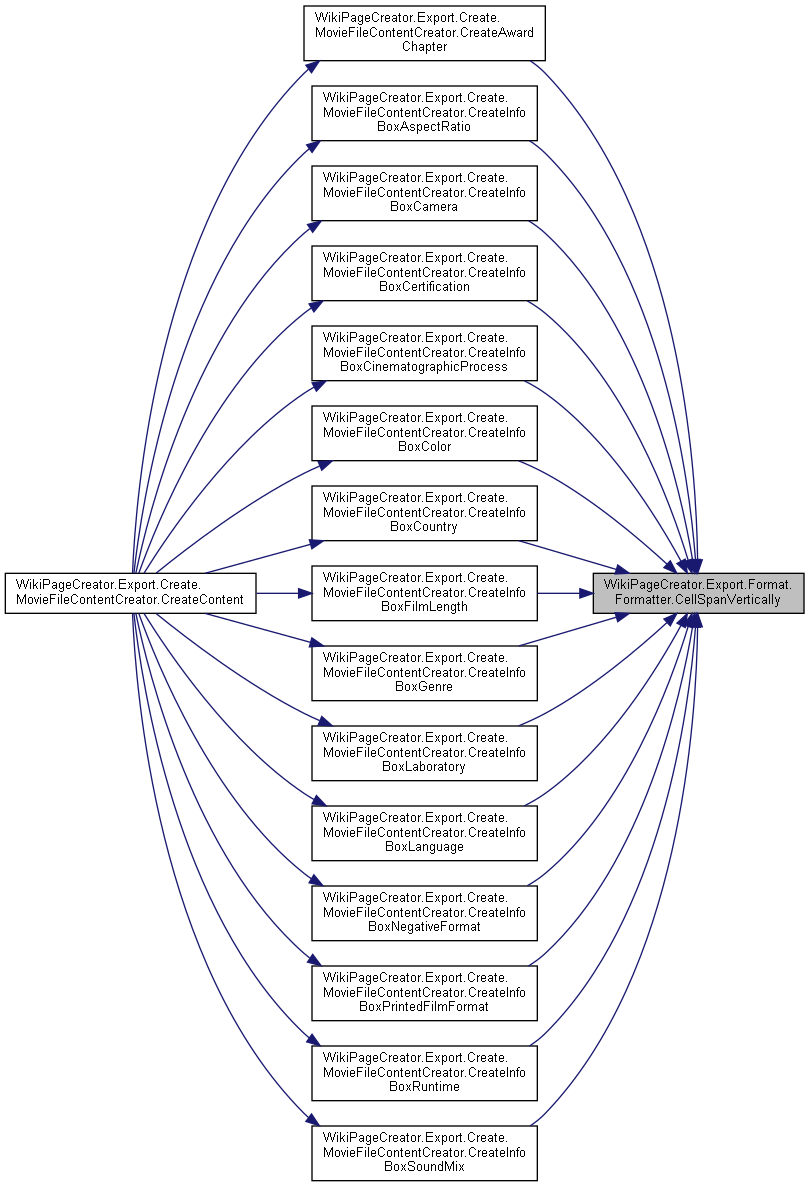 WikiPageCreator.Export.Create.
MovieFileContentCreator.CreateAward
Chapter
WikiPageCreator.Export.Create.
MovieFileContentCreator.CreateInfo
BoxAspectRatio
WikiPageCreator.Export.Create.
MovieFileContentCreator.CreateInfo
BoxCamera
WikiPageCreator.Export.Create.
MovieFileContentCreator.CreateInfo
BoxCertification
WikiPageCreator.Export.Create.
MovieFileContentCreator.CreateInfo
BoxCinematographicProcess
WikiPageCreator.Export.Create.
MovieFileContentCreator.CreateInfo
BoxColor
WikiPageCreator.Export.Create.
MovieFileContentCreator.CreateInfo
BoxCountry
WikiPageCreator.Export.Create.
MovieFileContentCreator.CreateContent
WikiPageCreator.Export.Create.
MovieFileContentCreator.CreateInfo
BoxFilmLength
WikiPageCreator.Export.Format.
Formatter.CellSpanVertically
WikiPageCreator.Export.Create.
MovieFileContentCreator.CreateInfo
BoxGenre
WikiPageCreator.Export.Create.
MovieFileContentCreator.CreateInfo
BoxLaboratory
WikiPageCreator.Export.Create.
MovieFileContentCreator.CreateInfo
BoxLanguage
WikiPageCreator.Export.Create.
MovieFileContentCreator.CreateInfo
BoxNegativeFormat
WikiPageCreator.Export.Create.
MovieFileContentCreator.CreateInfo
BoxPrintedFilmFormat
WikiPageCreator.Export.Create.
MovieFileContentCreator.CreateInfo
BoxRuntime
WikiPageCreator.Export.Create.
MovieFileContentCreator.CreateInfo
BoxSoundMix